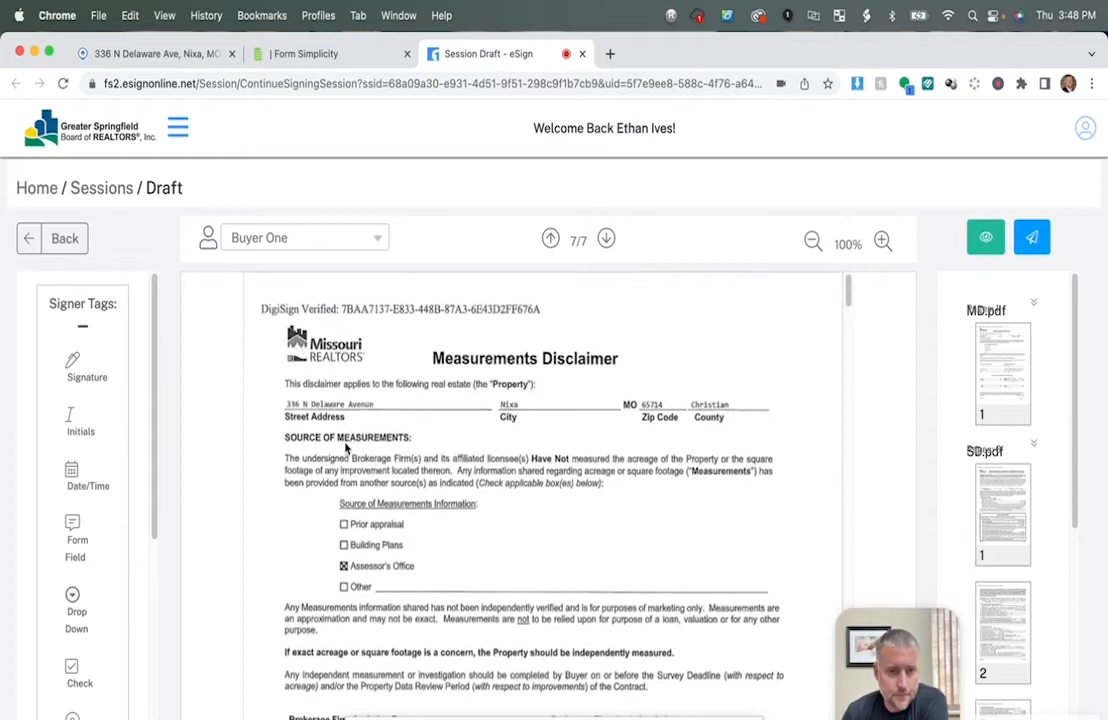 Chrome File Edit View History Bookmarks Profiles Tab Window Help Thu 3:48 PM
336 N Delaware Ave, Nixa, MO | Form Simplicity Session Draft - eSign
fs2.esignonline.net/Session/ContinueSigningSession?ssid=68a09a30-e931-4d51-9f51-298c9f1b7cb9&uid=5f7e9ee8-588c-4f76-a64...
Greater Springfield
Board of REALTORS®, Inc.
Welcome Back Ethan Ives!
Home / Sessions / Draft
Back
Buyer One
7/7
100%
Signer Tags:
Signature
Initials
Date/Time
Form
Field
Drop
Down
Check
DigiSign Verified: 7BAA7137-E833-448B-87A3-6E43D2FF676A
Missouri
REALTORS®
Measurements Disclaimer
This disclaimer applies to the following real estate (the "Property"):
336 N Delaware Avenue Nixa MO 65714 Christian
Street Address City Zip Code County
SOURCE OF MEASUREMENTS:
The undersigned Brokerage Firm(s) and its affiliated licensee(s) Have Not measured the acreage of the Property or the square
footage of any improvement located thereon. Any information shared regarding acreage or square footage ("Measurements") has
been provided from another source(s) as indicated (Check applicable box(es) below):
Source of Measurements Information:
Prior appraisal
Building Plans
Assessor's Office
Other
Any Measurements information shared has not been independently verified and is for purposes of marketing only. Measurements are
an approximation and may not be exact. Measurements are not to be relied upon for purpose of a loan, valuation or for any other
purpose.
If exact acreage or square footage is a concern, the Property should be independently measured.
Any independent measurement or investigation should be completed by Buyer on or before the Survey Deadline (with respect to
acreage) and/or the Property Data Review Period (with respect to improvements) of the Contract.
Brokerage Firm
MD.pdf
1
SD.pdf
1
2